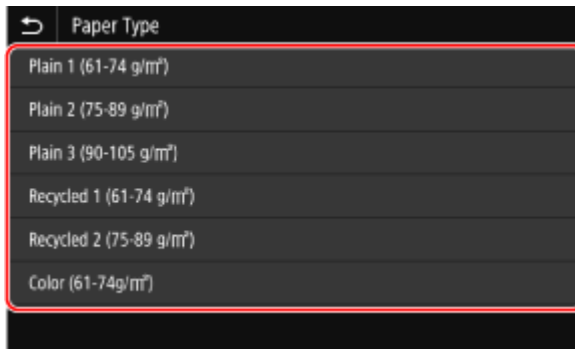 Paper Type
Plain 1 (61-74 g/m²)
Plain 2 (75-89 g/m²)
Plain 3 (90-105 g/m²)
Recycled 1 (61-74 g/m²)
Recycled 2 (75-89 g/m²)
Color (61-74g/m²)